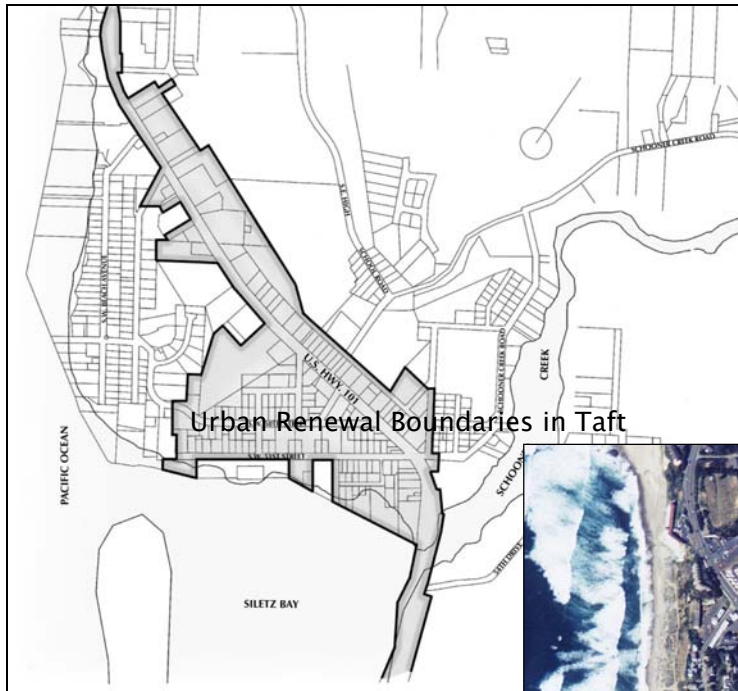 SCHOONER CREEK ROAD
S.E. HIGH
SCHOOL ROAD
S.W. BEACH AVENUE
SCHOONER CREEK ROAD
CREEK
U.S. HWY. 101
Urban Renewal Boundaries in Taft
S.W. 51ST STREET
PACIFIC OCEAN
SILETZ BAY